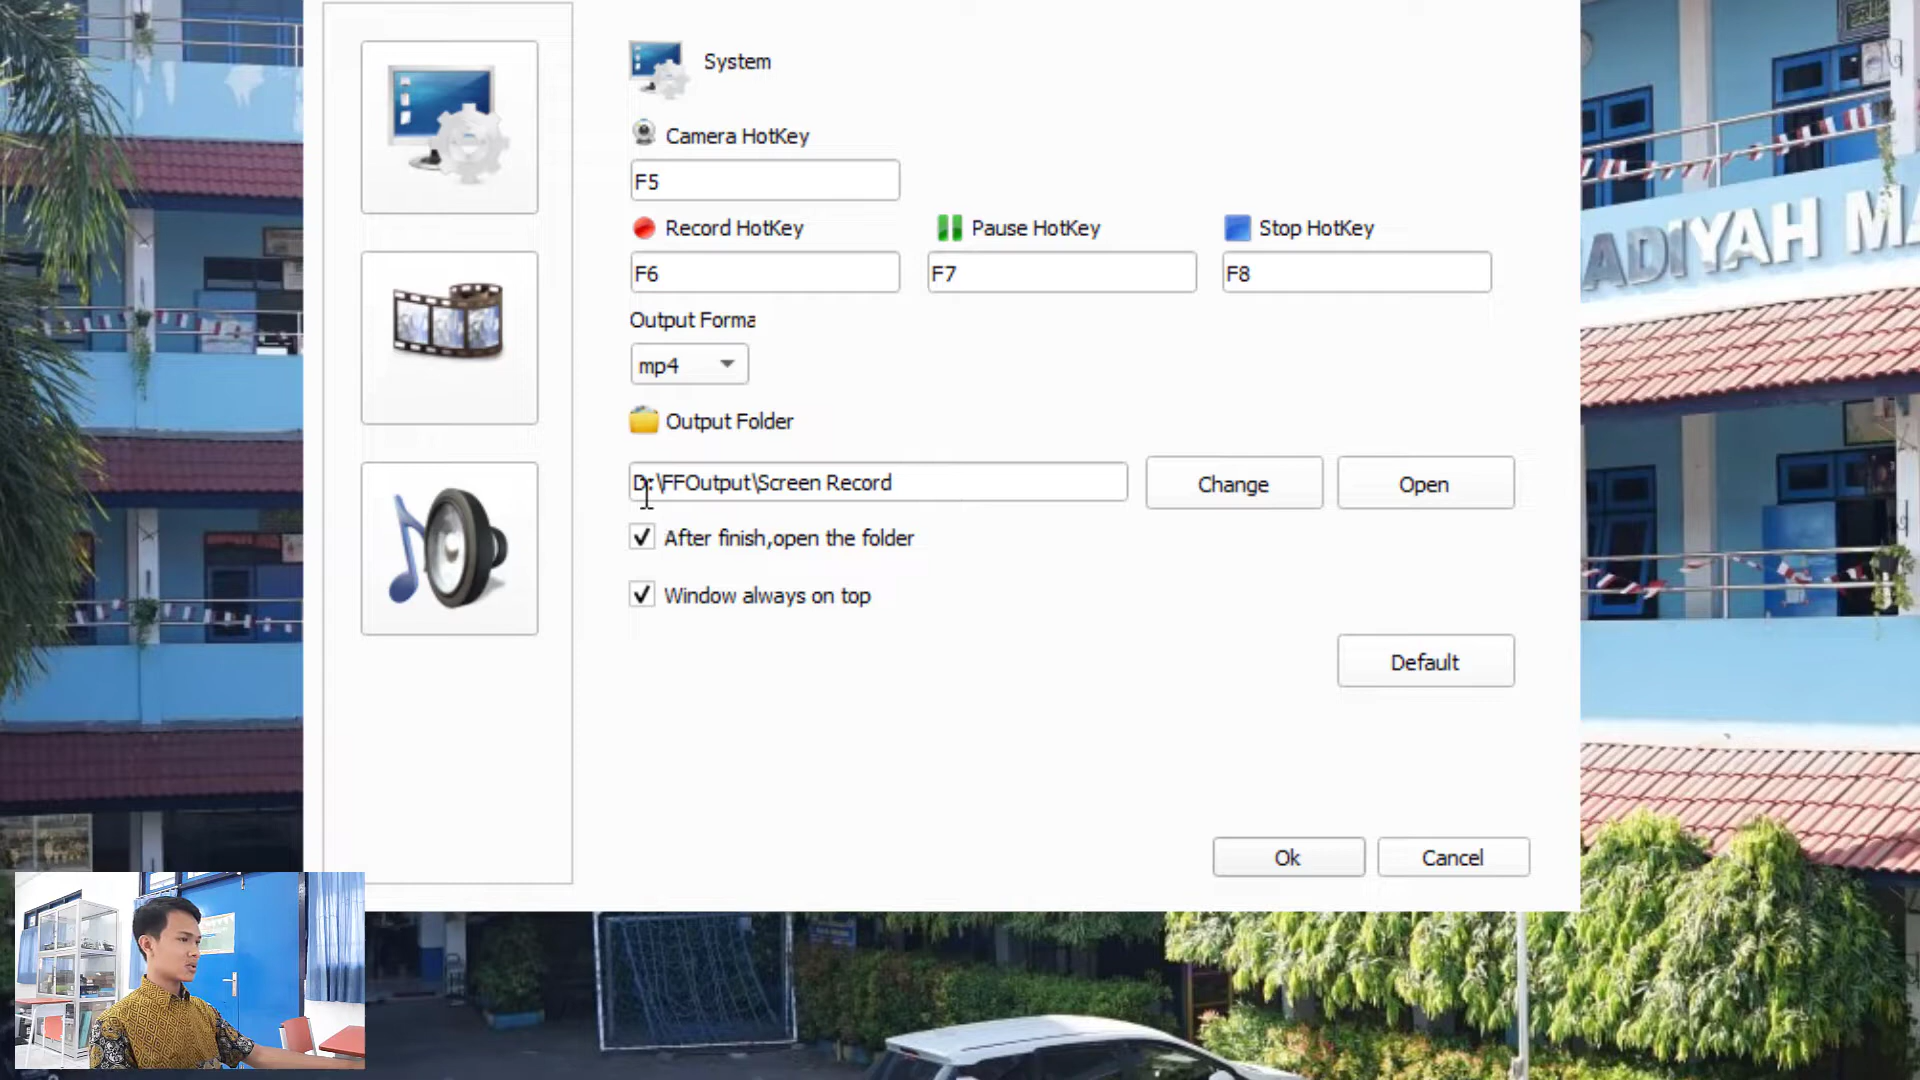 System
Camera HotKey
F5
Record HotKey
Pause HotKey
Stop HotKey
F6
F7
F8
Output Forma
mp4
Output Folder
D:\FFOutput\Screen Record
Change
Open
After finish,open the folder
Window always on top
Default
Ok
Cancel
ADIYAH MA